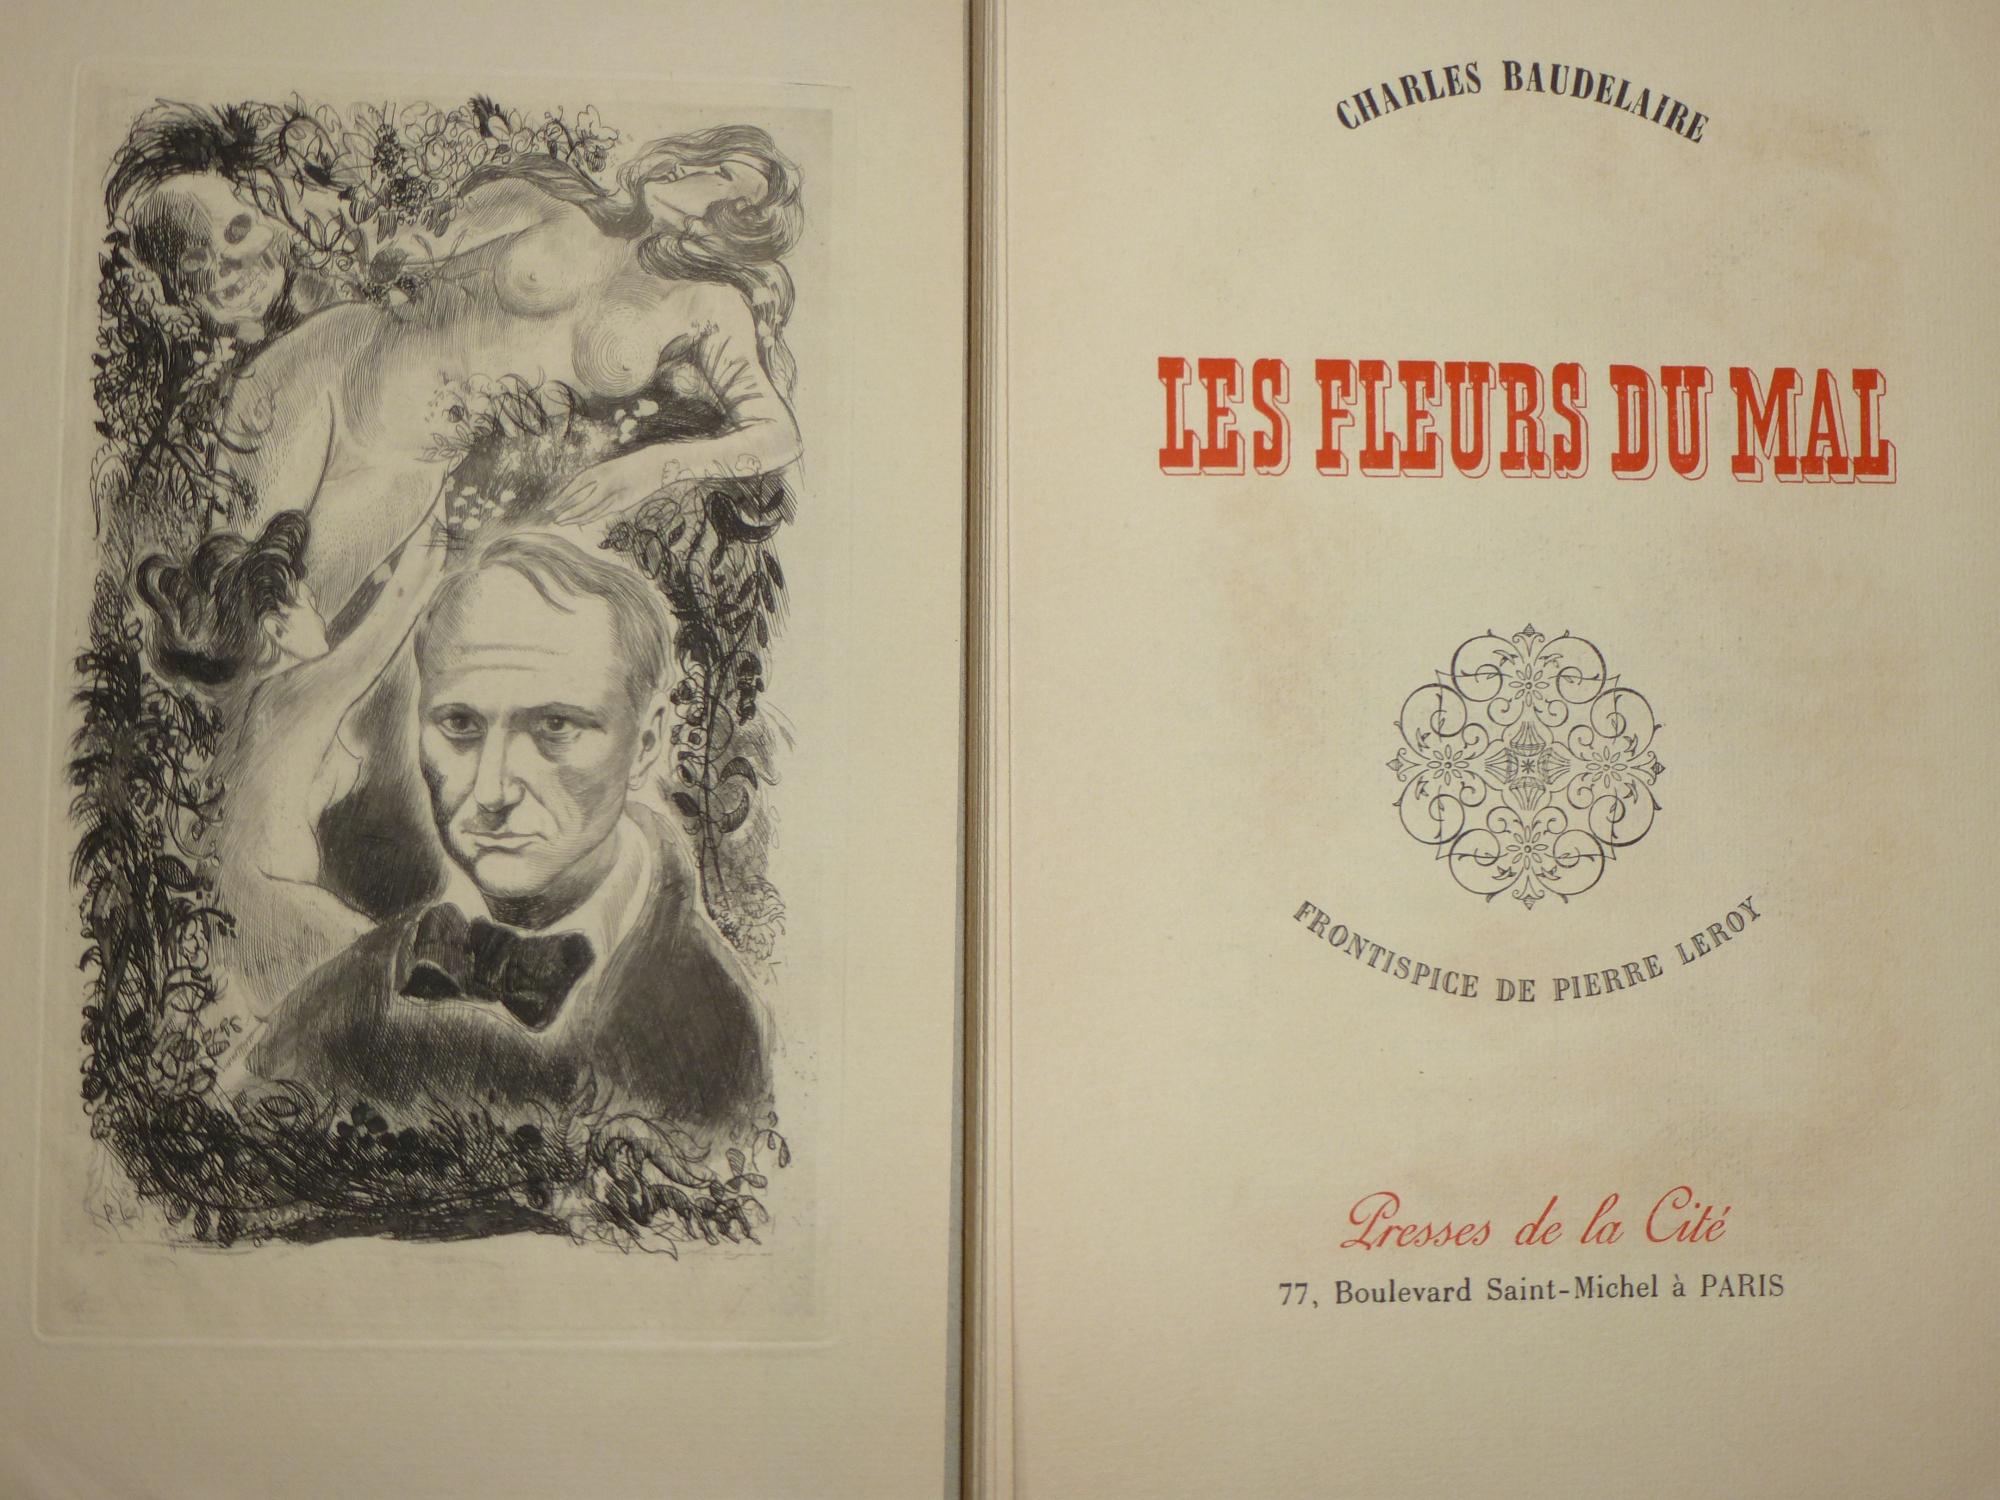 CHARLES BAUDELAIRE
LES FLEURS DU MAL
FRONTISPICE DE PIERRE LEROY
Presses de la Cité
77, Boulevard Saint-Michel à PARIS